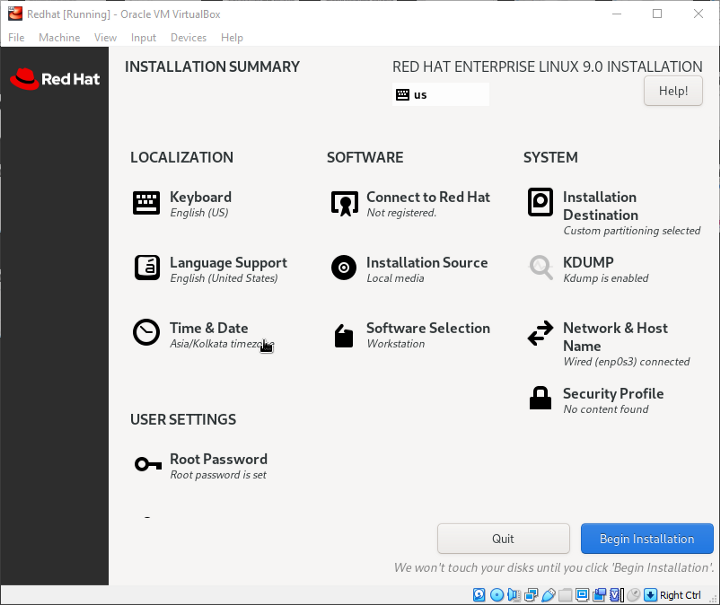 Redhat [Running] - Oracle VM VirtualBox
File Machine View Input Devices Help
Red Hat
INSTALLATION SUMMARY
RED HAT ENTERPRISE LINUX 9.0 INSTALLATION
us
Help!
LOCALIZATION
Keyboard
English (US)
Language Support
English (United States)
Time & Date
Asia/Kolkata timezone
SOFTWARE
Connect to Red Hat
Not registered.
Installation Source
Local media
Software Selection
Workstation
SYSTEM
Installation
Destination
Custom partitioning selected
KDUMP
Kdump is enabled
Network & Host
Name
Wired (enp0s3) connected
Security Profile
No content found
USER SETTINGS
Root Password
Root password is set
Quit
Begin Installation
We won't touch your disks until you click 'Begin Installation'.
Right Ctrl